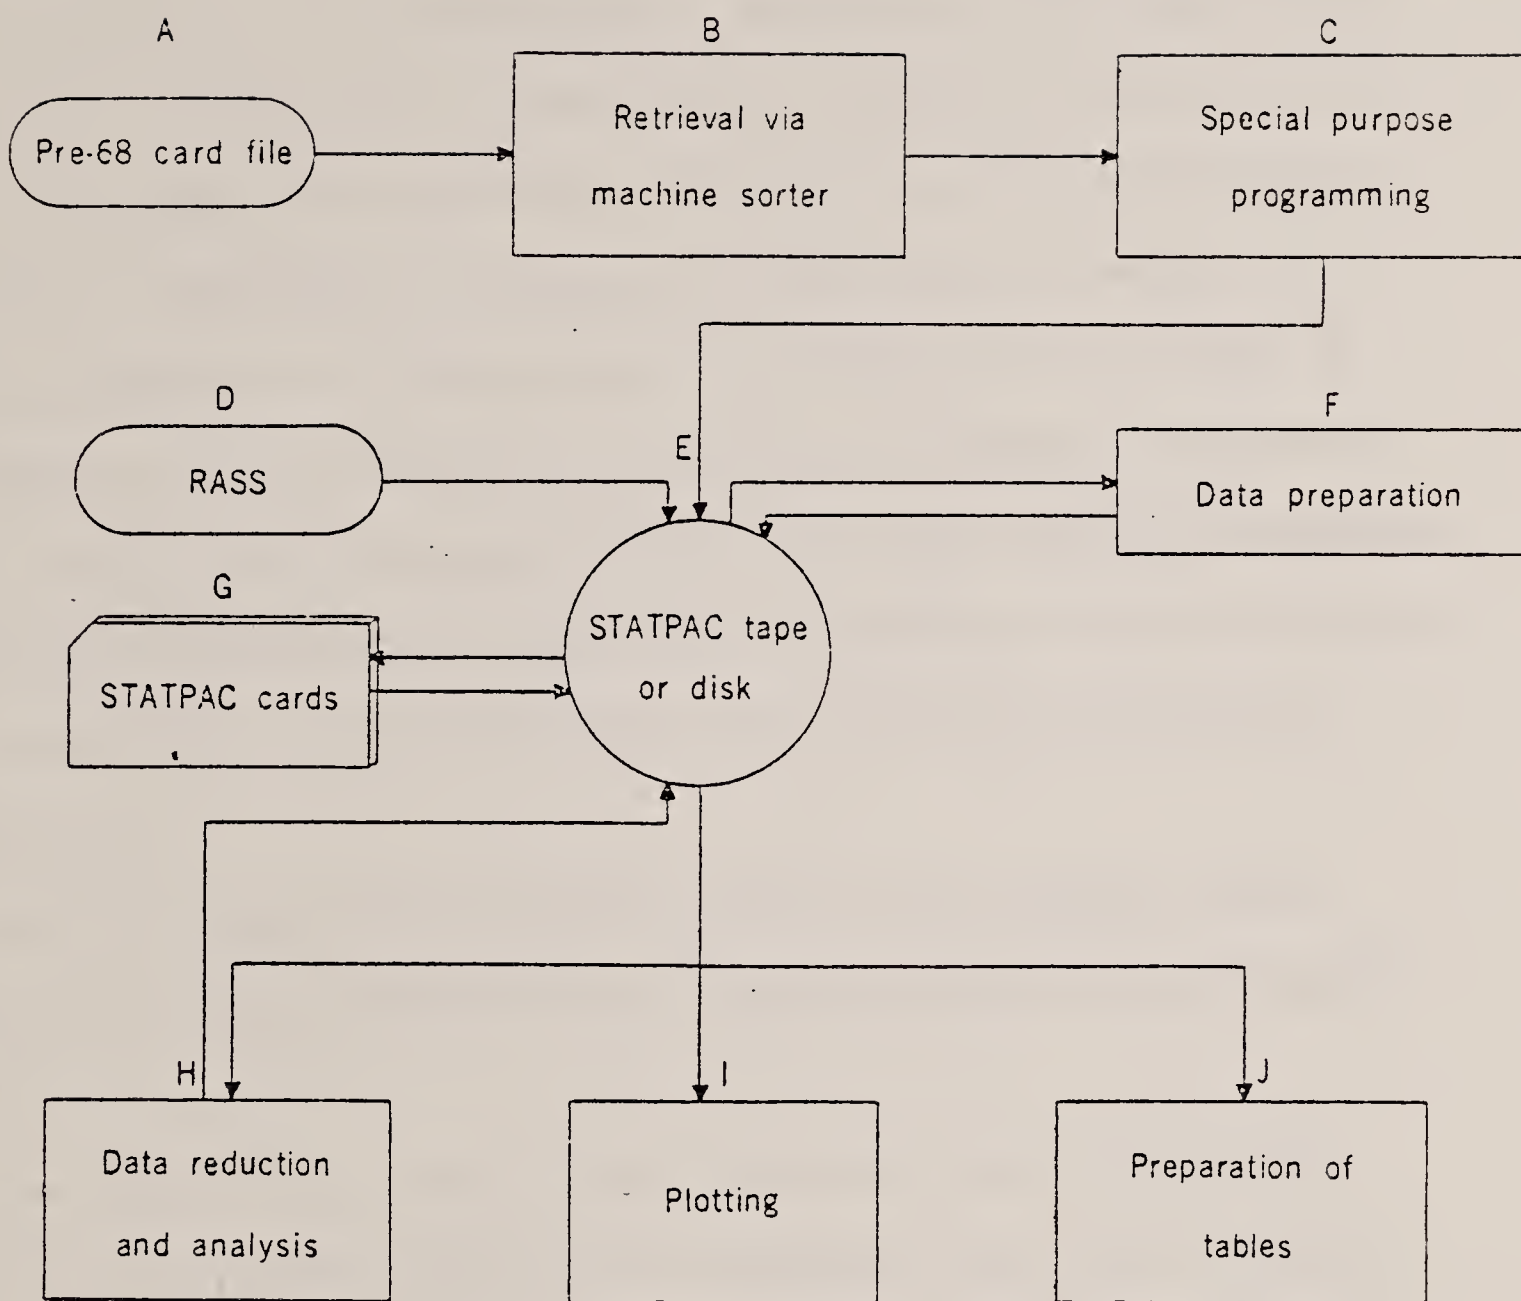 A
B
C
Pre-68 card file
Retrieval via
machine sorter
Special purpose
programming
D
RASS
E
F
Data preparation
G
STATPAC cards
STATPAC tape
or disk
H
I
J
Data reduction
and analysis
Plotting
Preparation of
tables